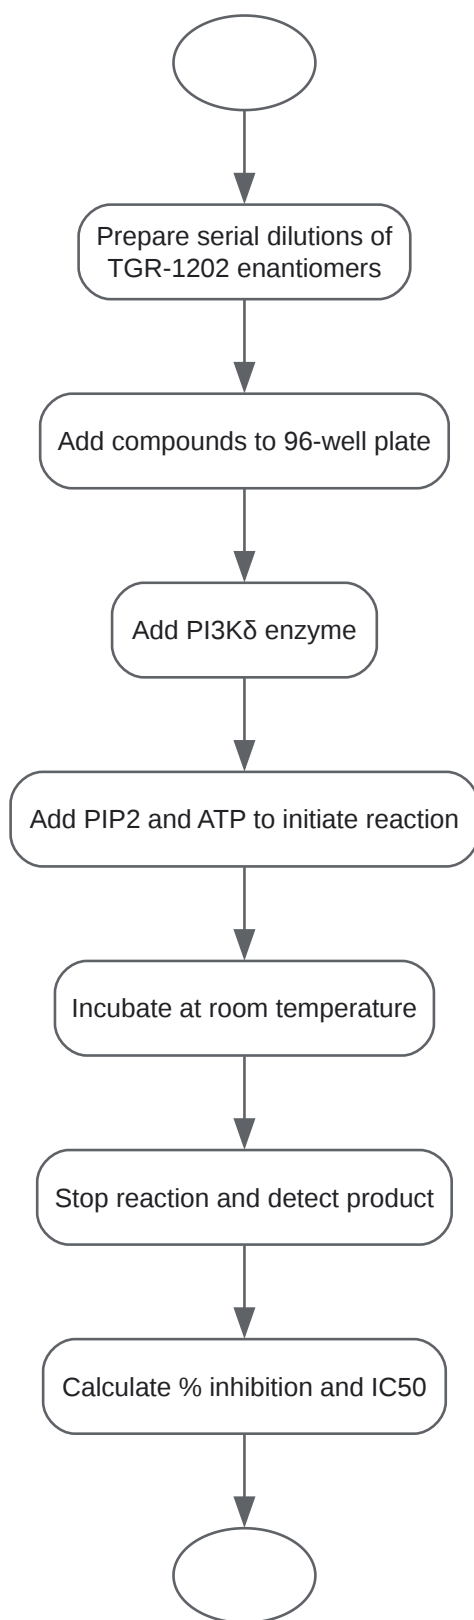 Prepare serial dilutions of
TGR-1202 enantiomers
Add compounds to 96-well plate
Add PI3Kδ enzyme
Add PIP2 and ATP to initiate reaction
Incubate at room temperature
Stop reaction and detect product
Calculate % inhibition and IC50